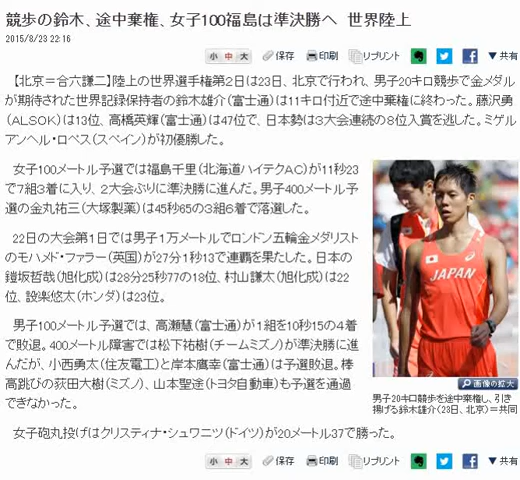 競歩の鈴木、途中棄権、女子100福島は準決勝へ　世界陸上
2015/8/23 22:16
小 中 大 保存 印刷 リプリント 共有
【北京＝合六謙二】陸上の世界選手権第2日は23日、北京で行われ、男子20キロ競歩で金メダル
が期待された世界記録保持者の鈴木雄介（富士通）は11キロ付近で途中棄権に終わった。藤沢勇
（ＡＬＳＯＫ）は13位、高橋英輝（富士通）は47位で、日本勢は3大会連続の8位入賞を逃した。ミゲル
アンヘル・ロペス（スペイン）が初優勝した。
女子100メートル予選では福島千里（北海道ハイテクＡＣ）が11秒23
で7組3着に入り、2大会ぶりに準決勝に進んだ。男子400メートル予
選の金丸祐三（大塚製薬）は45秒65の3組6着で落選した。
22日の大会第1日では男子1万メートルでロンドン五輪金メダリスト
のモハメド・ファラー（英国）が27分1秒13で連覇を果たした。日本の
鎧坂哲哉（旭化成）は28分25秒77の18位、村山謙太（旭化成）は22
位、設楽悠太（ホンダ）は23位。
男子100メートル予選では、高瀬慧（富士通）が1組を10秒15の4着
で敗退。400メートル障害では松下祐樹（チームミズノ）が準決勝に進
んだが、小西勇太（住友電工）と岸本鷹幸（富士通）は予選敗退。棒
高跳びの荻田大樹（ミズノ）、山本聖途（トヨタ自動車）も予選を通過
できなかった。
女子砲丸投げはクリスティナ・シュワニツ（ドイツ）が20メートル37で勝った。
JAPAN
画像の拡大
男子20キロ競歩を途中棄権し、引き
揚げる鈴木雄介（23日、北京）＝共同
小 中 大 保存 印刷 リプリント 共有